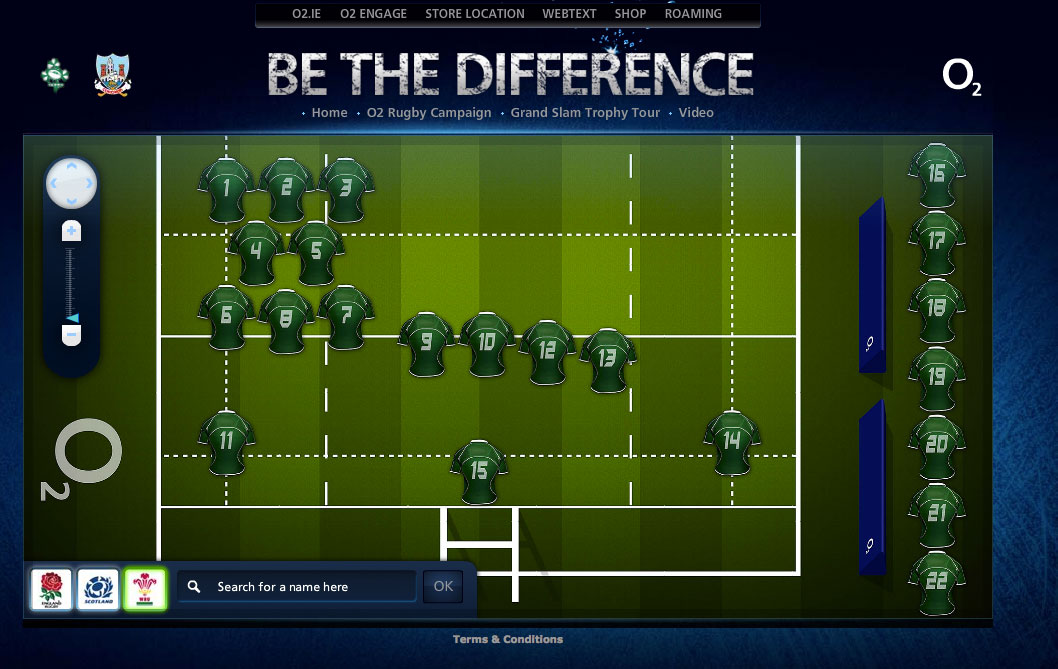 O2.IE O2 ENGAGE STORE LOCATION WEBTEXT SHOP ROAMING
BE THE DIFFERENCE
O2
· Home · O2 Rugby Campaign · Grand Slam Trophy Tour · Video
1 2 3
4 5
6 8 7
9 10 12 13
11 15 14
16
17
18
19
20
21
22
O2
O2
O2
ENGLAND RUGBY
SCOTLAND
WRU
Search for a name here
OK
Terms & Conditions